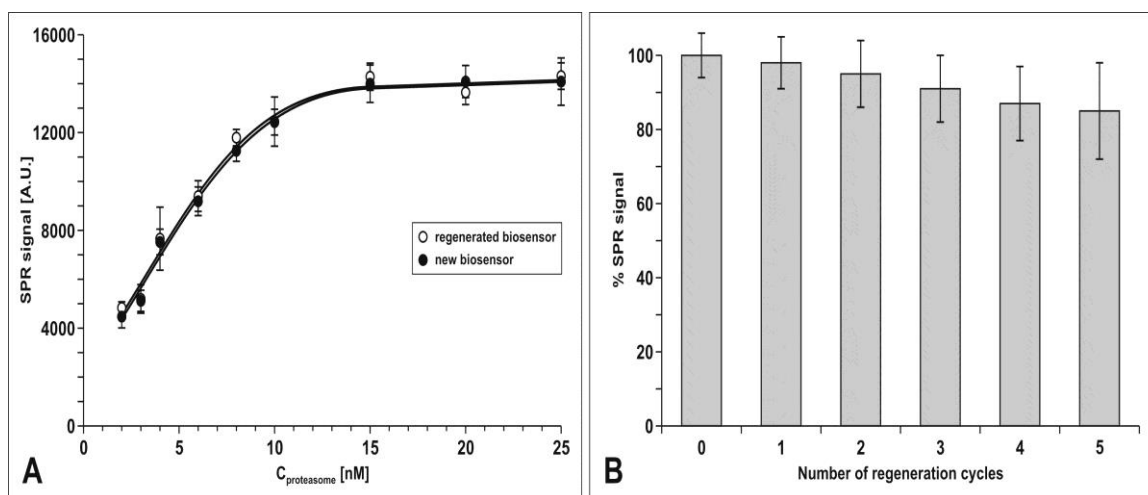 16000
12000
8000
4000
0
SPR signal [A.U.]
regenerated biosensor
new biosensor
0 5 10 15 20 25
A
C proteasome [nM]
100
80
60
40
20
0
% SPR signal
0 1 2 3 4 5
B
Number of regeneration cycles